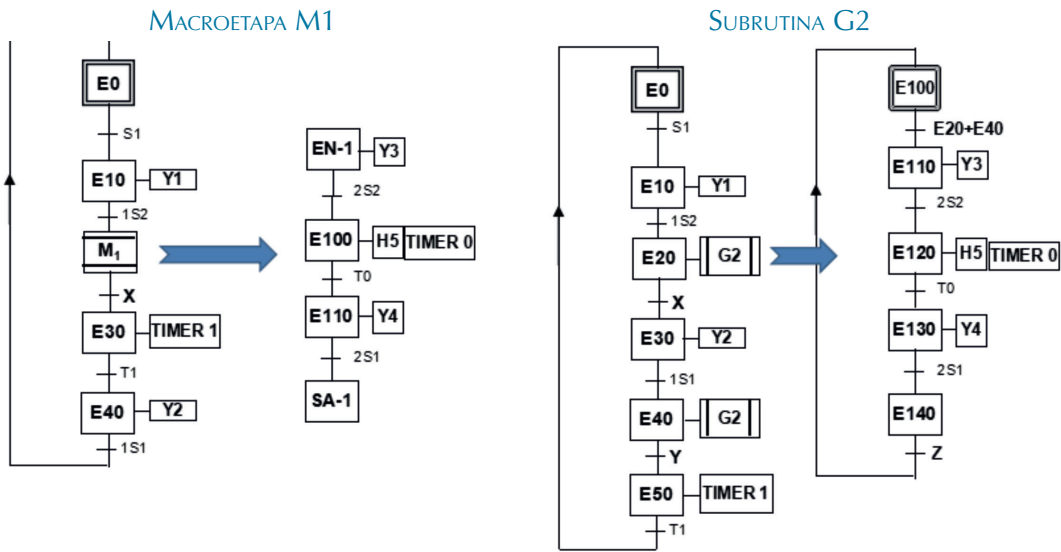 MACROETAPA M1
E0
S1
E10 Y1
1S2
M1
X
E30 TIMER 1
T1
E40 Y2
1S1
EN-1 Y3
2S2
E100 H5 TIMER 0
T0
E110 Y4
2S1
SA-1
SUBRUTINA G2
E0
S1
E10 Y1
1S2
E20 G2
X
E30 Y2
1S1
E40 G2
Y
E50 TIMER 1
T1
E100
E20+E40
E110 Y3
2S2
E120 H5 TIMER 0
T0
E130 Y4
2S1
E140
Z